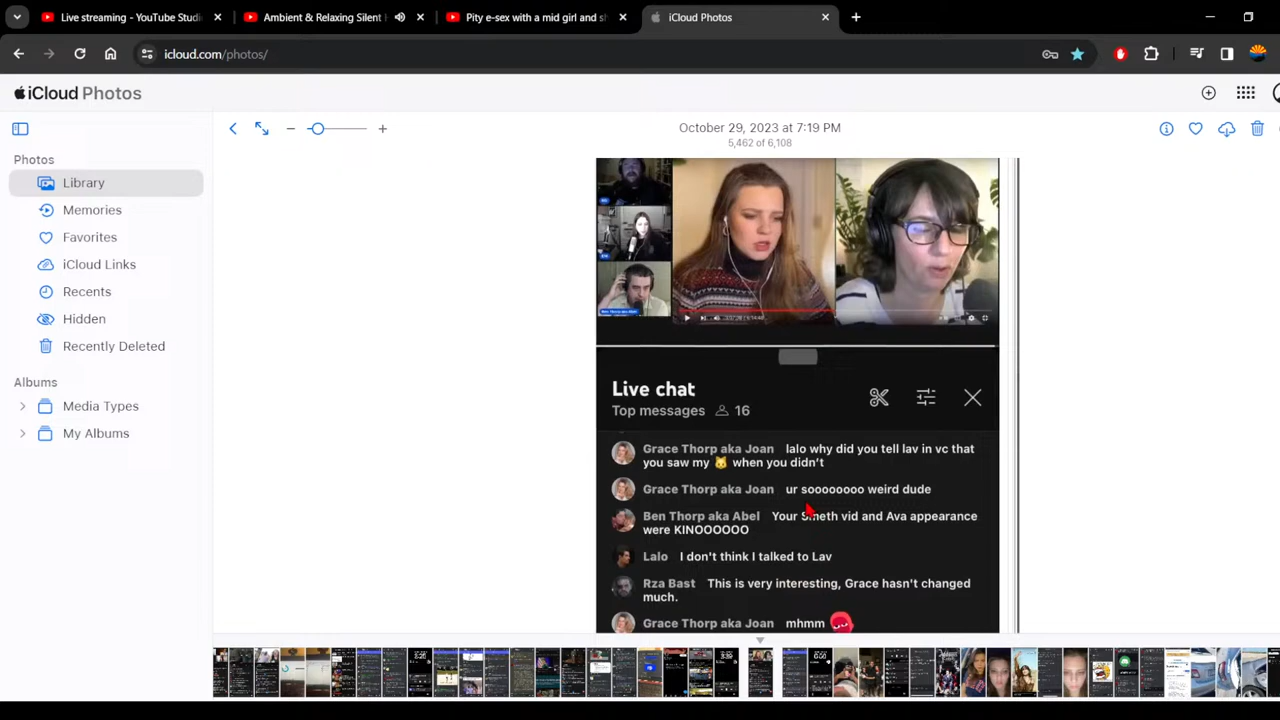 Live streaming - YouTube Studi
Ambient & Relaxing Silent
Pity e-sex with a mid girl and sh
iCloud Photos
icloud.com/photos/
iCloud Photos
October 29, 2023 at 7:19 PM
5,462 of 6,108
Photos
Library
Memories
Favorites
iCloud Links
Recents
Hidden
Recently Deleted
Albums
Media Types
My Albums
Live chat
Top messages 16
Grace Thorp aka Joan lalo why did you tell lav in vc that
you saw my 🐱 when you didn't
Grace Thorp aka Joan ur soooooooo weird dude
Ben Thorp aka Abel Your Smeth vid and Ava appearance
were KINOOOOOO
Lalo I don't think I talked to Lav
Rza Bast This is very interesting, Grace hasn't changed
much.
Grace Thorp aka Joan mhmm